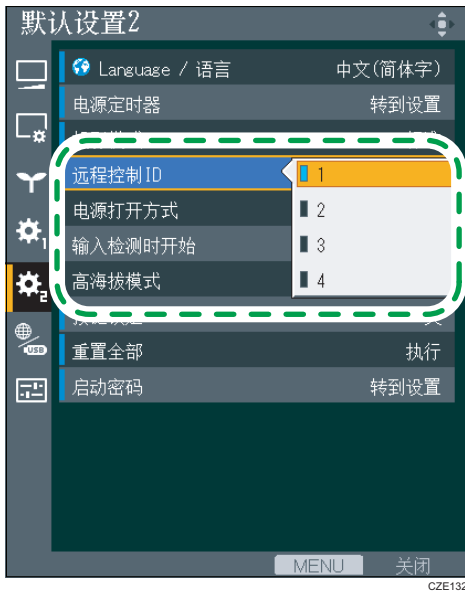 默认设置2
Language / 语言 中文(简体字)
电源定时器 转到设置
远程控制ID 1
电源打开方式 2
输入检测时开始 3
高海拔模式 4
重置全部 执行
启动密码 转到设置
MENU 关闭
CZE132
1
2
USB